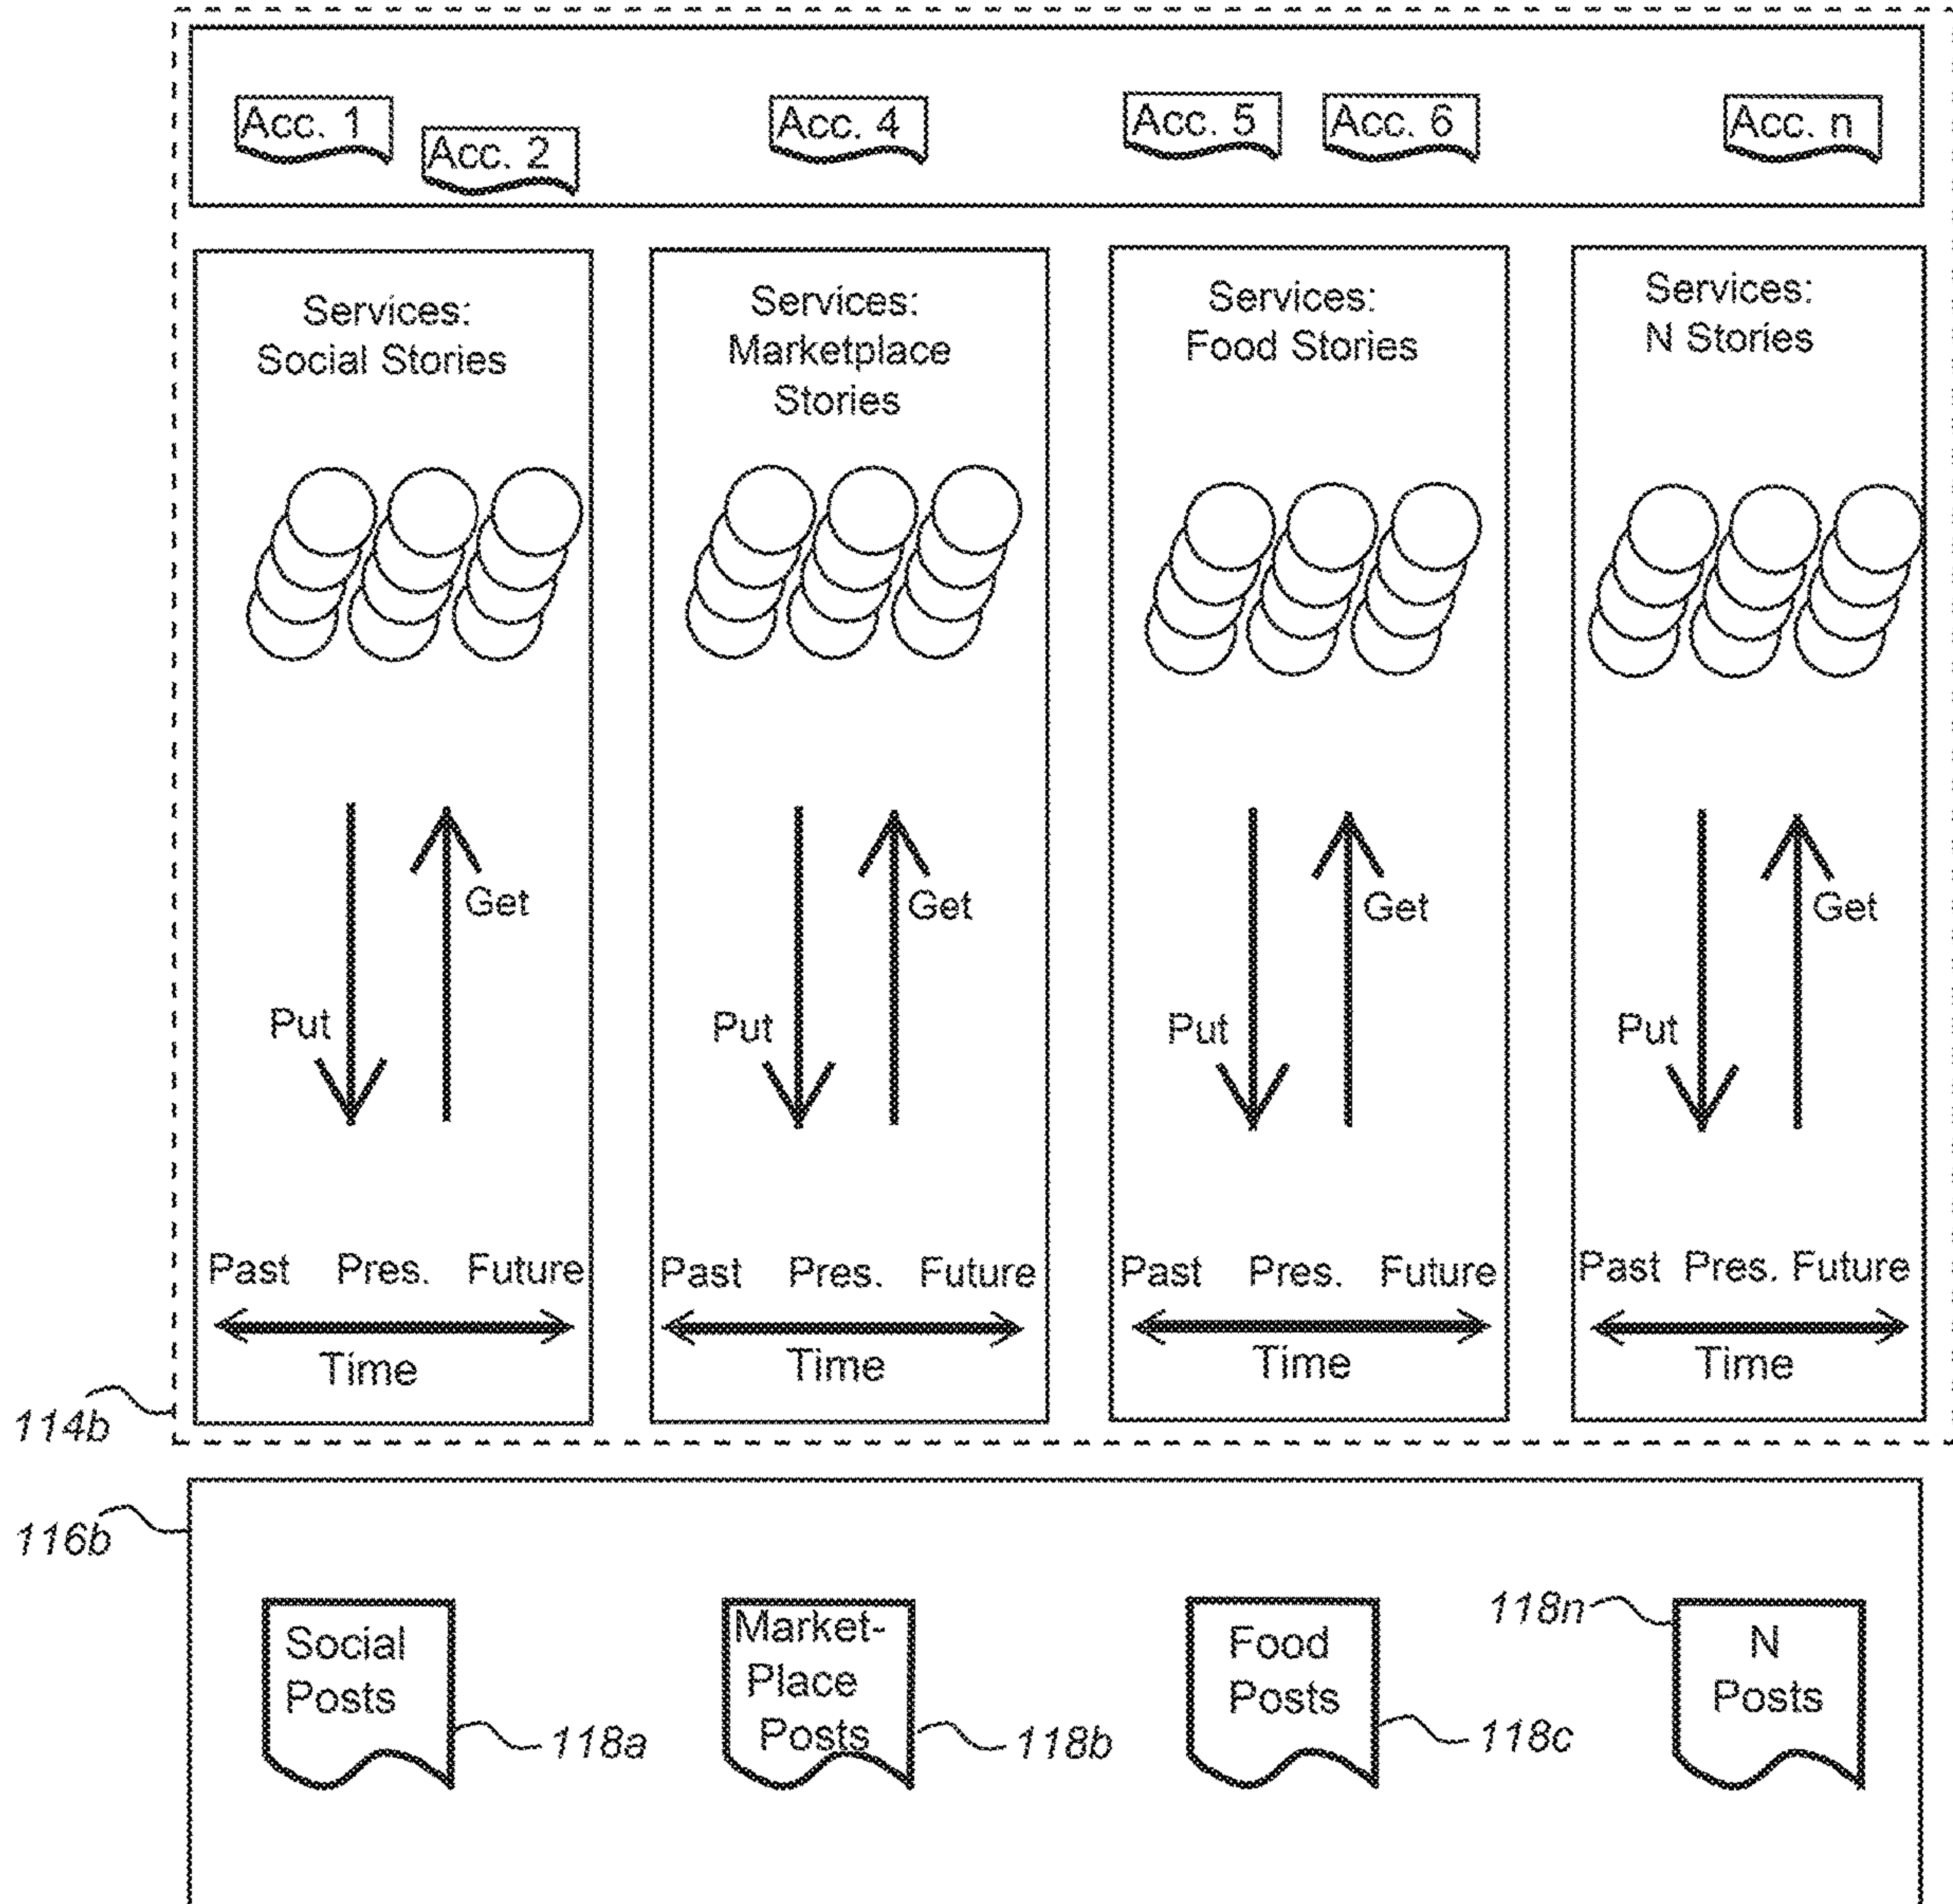 Acc. 1
Acc. 2
Acc. 4
Acc. 5
Acc. 6
Acc. n
Services:
Social Stories
Get
Put
Past Pres. Future
Time
Services:
Marketplace
Stories
Get
Put
Past Pres. Future
Time
Services:
Food Stories
Get
Put
Past Pres. Future
Time
Services:
N Stories
Get
Put
Past Pres. Future
Time
114b
116b
Social
Posts
118a
Market-
Place
Posts
118b
Food
Posts
118c
118n
N
Posts